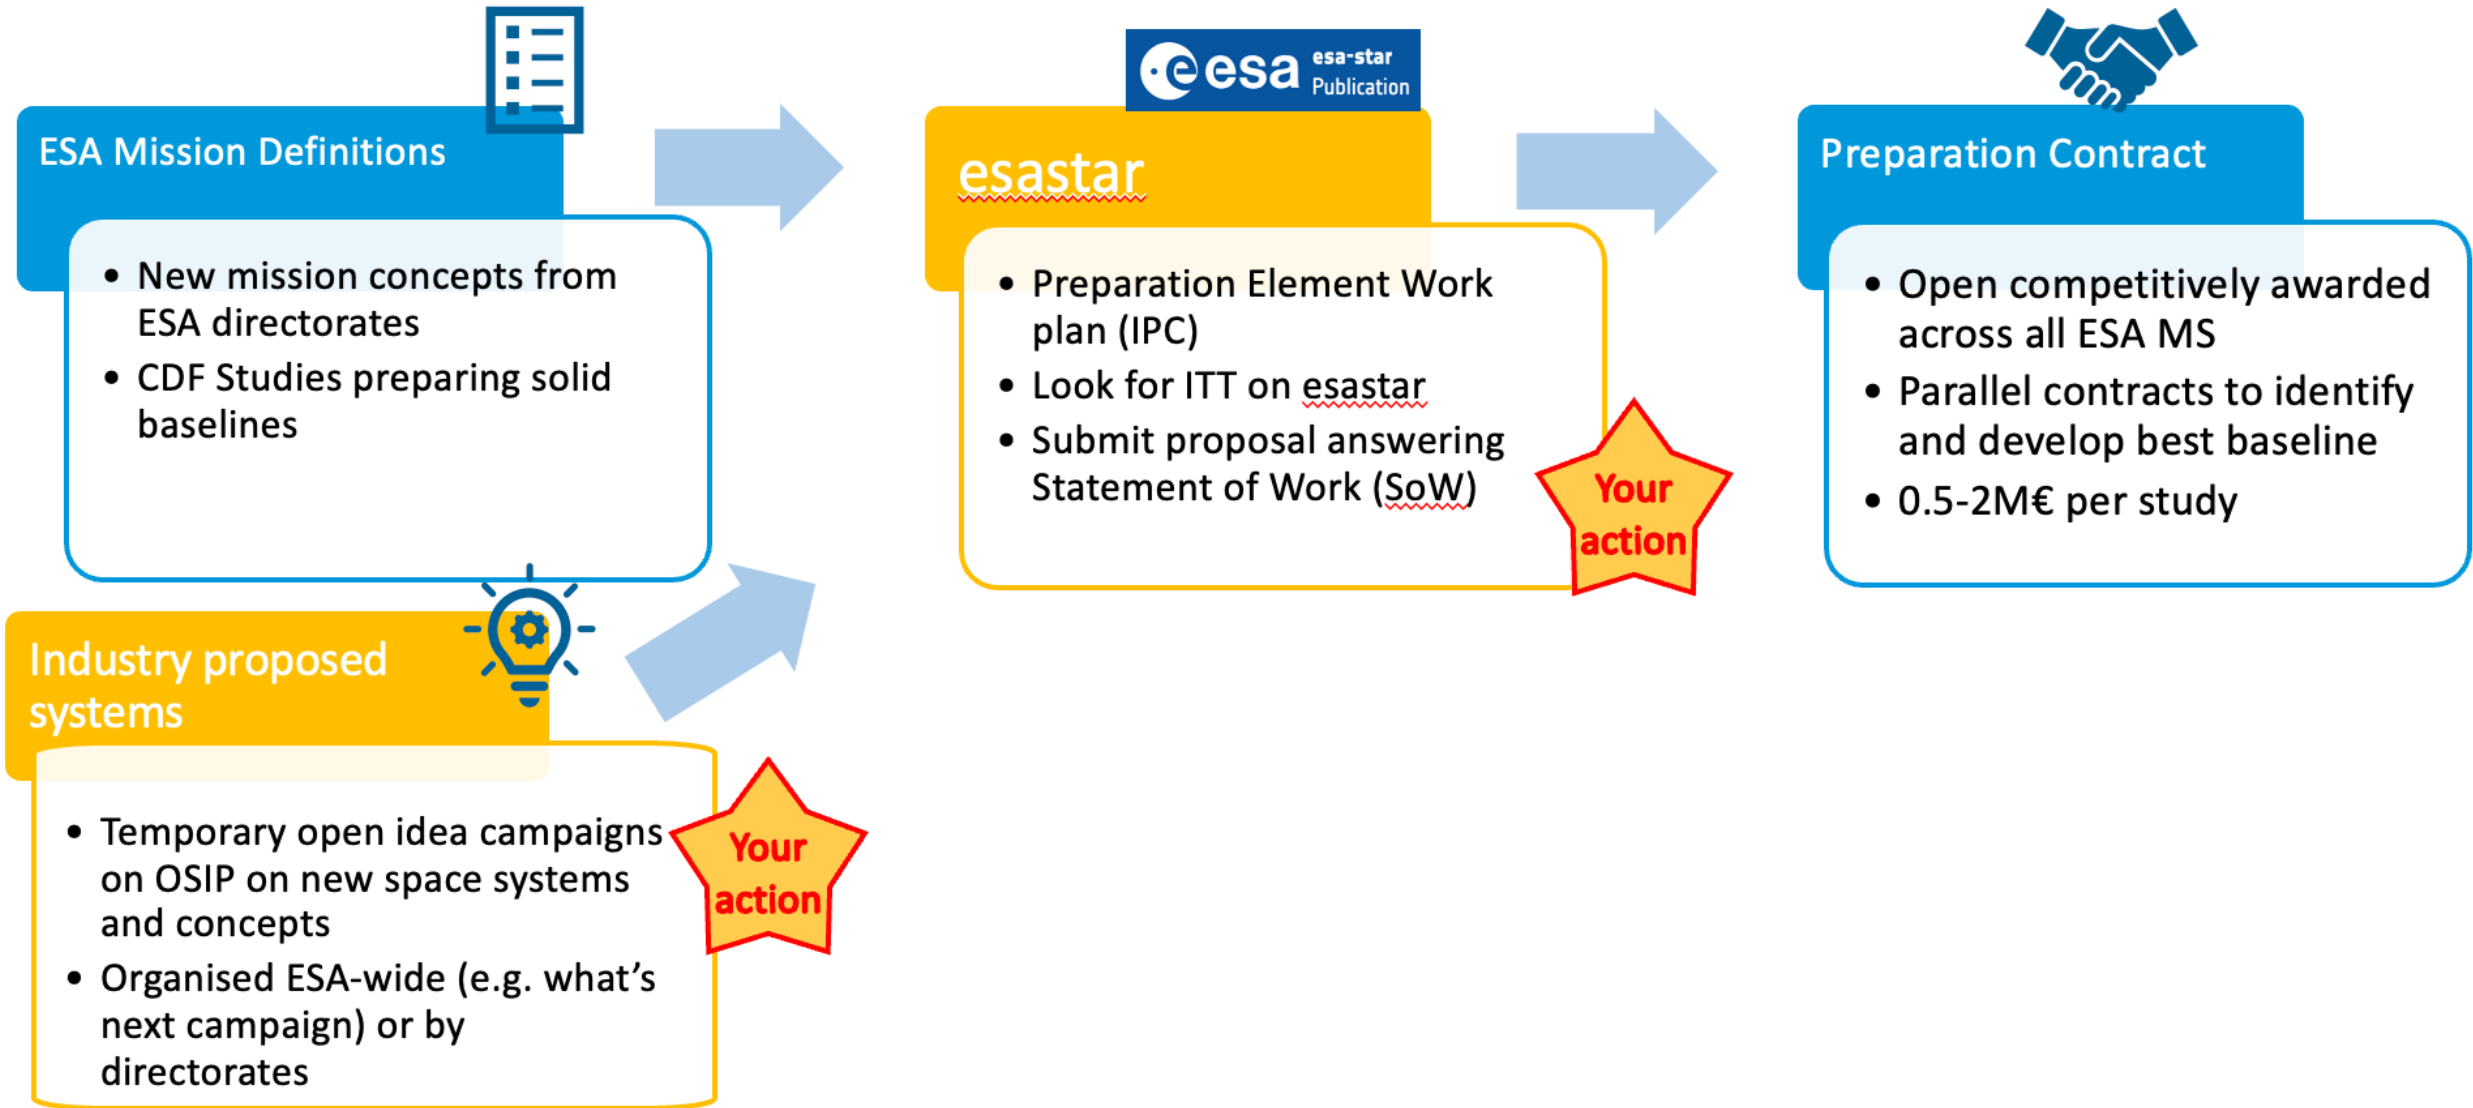 ESA Mission Definitions
• New mission concepts from
ESA directorates
• CDF Studies preparing solid
baselines
Industry proposed
systems
• Temporary open idea campaigns
on OSIP on new space systems
and concepts
• Organised ESA-wide (e.g. what's
next campaign) or by
directorates
Your
action
esa
esa-star
Publication
esastar
• Preparation Element Work
plan (IPC)
• Look for ITT on esastar
• Submit proposal answering
Statement of Work (SoW)
Your
action
Preparation Contract
• Open competitively awarded
across all ESA MS
• Parallel contracts to identify
and develop best baseline
• 0.5-2M€ per study